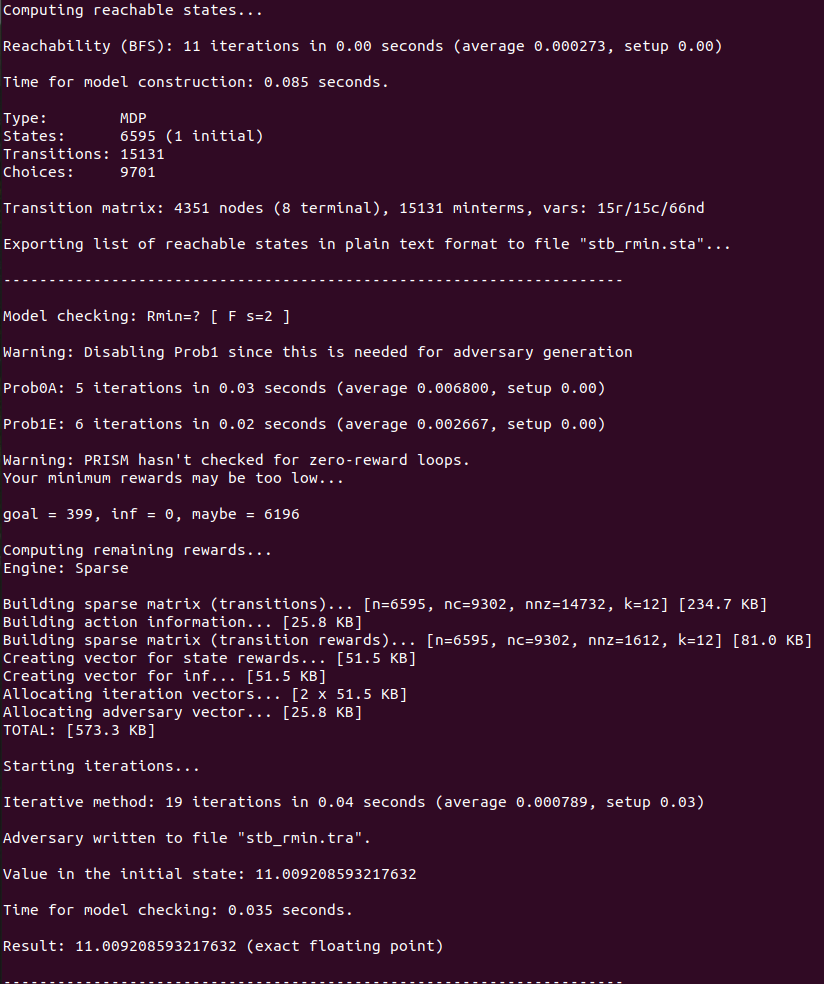 Computing reachable states...
Reachability (BFS): 11 iterations in 0.00 seconds (average 0.000273, setup 0.00)
Time for model construction: 0.085 seconds.
Type:        MDP
States:      6595 (1 initial)
Transitions: 15131
Choices:     9701
Transition matrix: 4351 nodes (8 terminal), 15131 minterms, vars: 15r/15c/66nd
Exporting list of reachable states in plain text format to file "stb_rmin.sta"...
---------------------------------------------------------------------
Model checking: Rmin=? [ F s=2 ]
Warning: Disabling Prob1 since this is needed for adversary generation
Prob0A: 5 iterations in 0.03 seconds (average 0.006800, setup 0.00)
Prob1E: 6 iterations in 0.02 seconds (average 0.002667, setup 0.00)
Warning: PRISM hasn't checked for zero-reward loops.
Your minimum rewards may be too low...
goal = 399, inf = 0, maybe = 6196
Computing remaining rewards...
Engine: Sparse
Building sparse matrix (transitions)... [n=6595, nc=9302, nnz=14732, k=12] [234.7 KB]
Building action information... [25.8 KB]
Building sparse matrix (transition rewards)... [n=6595, nc=9302, nnz=1612, k=12] [81.0 KB]
Creating vector for state rewards... [51.5 KB]
Creating vector for inf... [51.5 KB]
Allocating iteration vectors... [2 x 51.5 KB]
Allocating adversary vector... [25.8 KB]
TOTAL: [573.3 KB]
Starting iterations...
Iterative method: 19 iterations in 0.04 seconds (average 0.000789, setup 0.03)
Adversary written to file "stb_rmin.tra".
Value in the initial state: 11.009208593217632
Time for model checking: 0.035 seconds.
Result: 11.009208593217632 (exact floating point)
---------------------------------------------------------------------